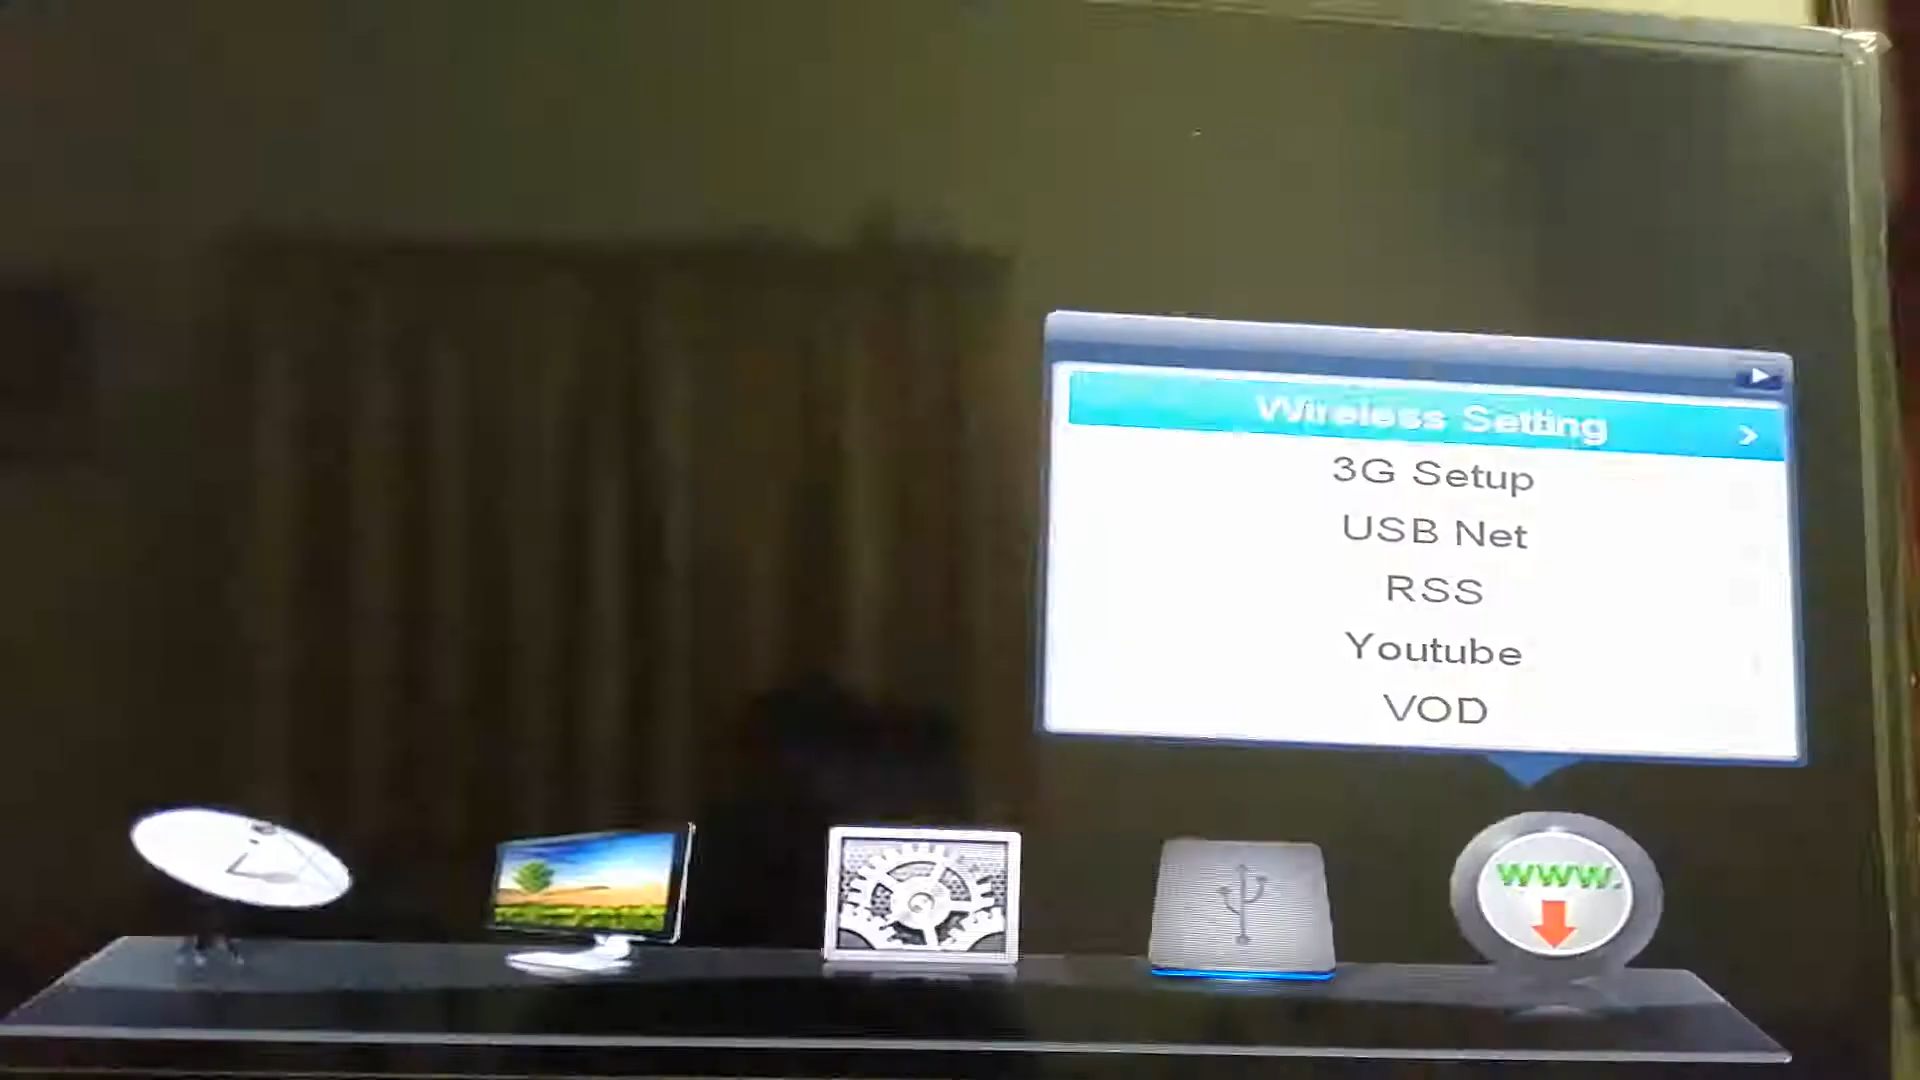 Wireless Setting
3G Setup
USB Net
RSS
Youtube
VOD
www.